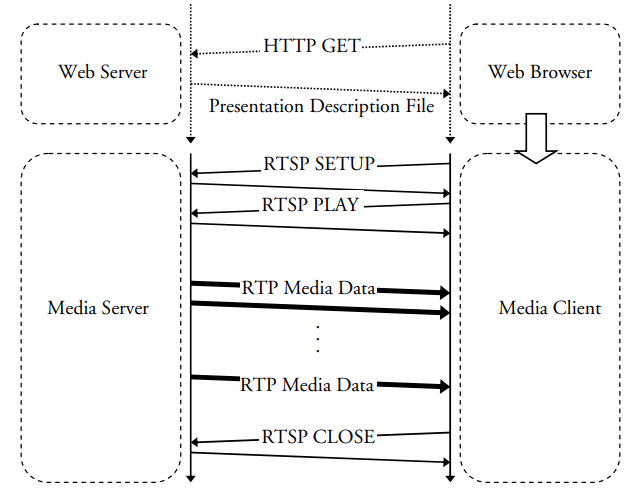 HTTP GET
Web Server
Web Browser
Presentation Description File
RTSP SETUP
RTSP PLAY
RTP Media Data
Media Server
Media Client
RTP Media Data
RTSP CLOSE